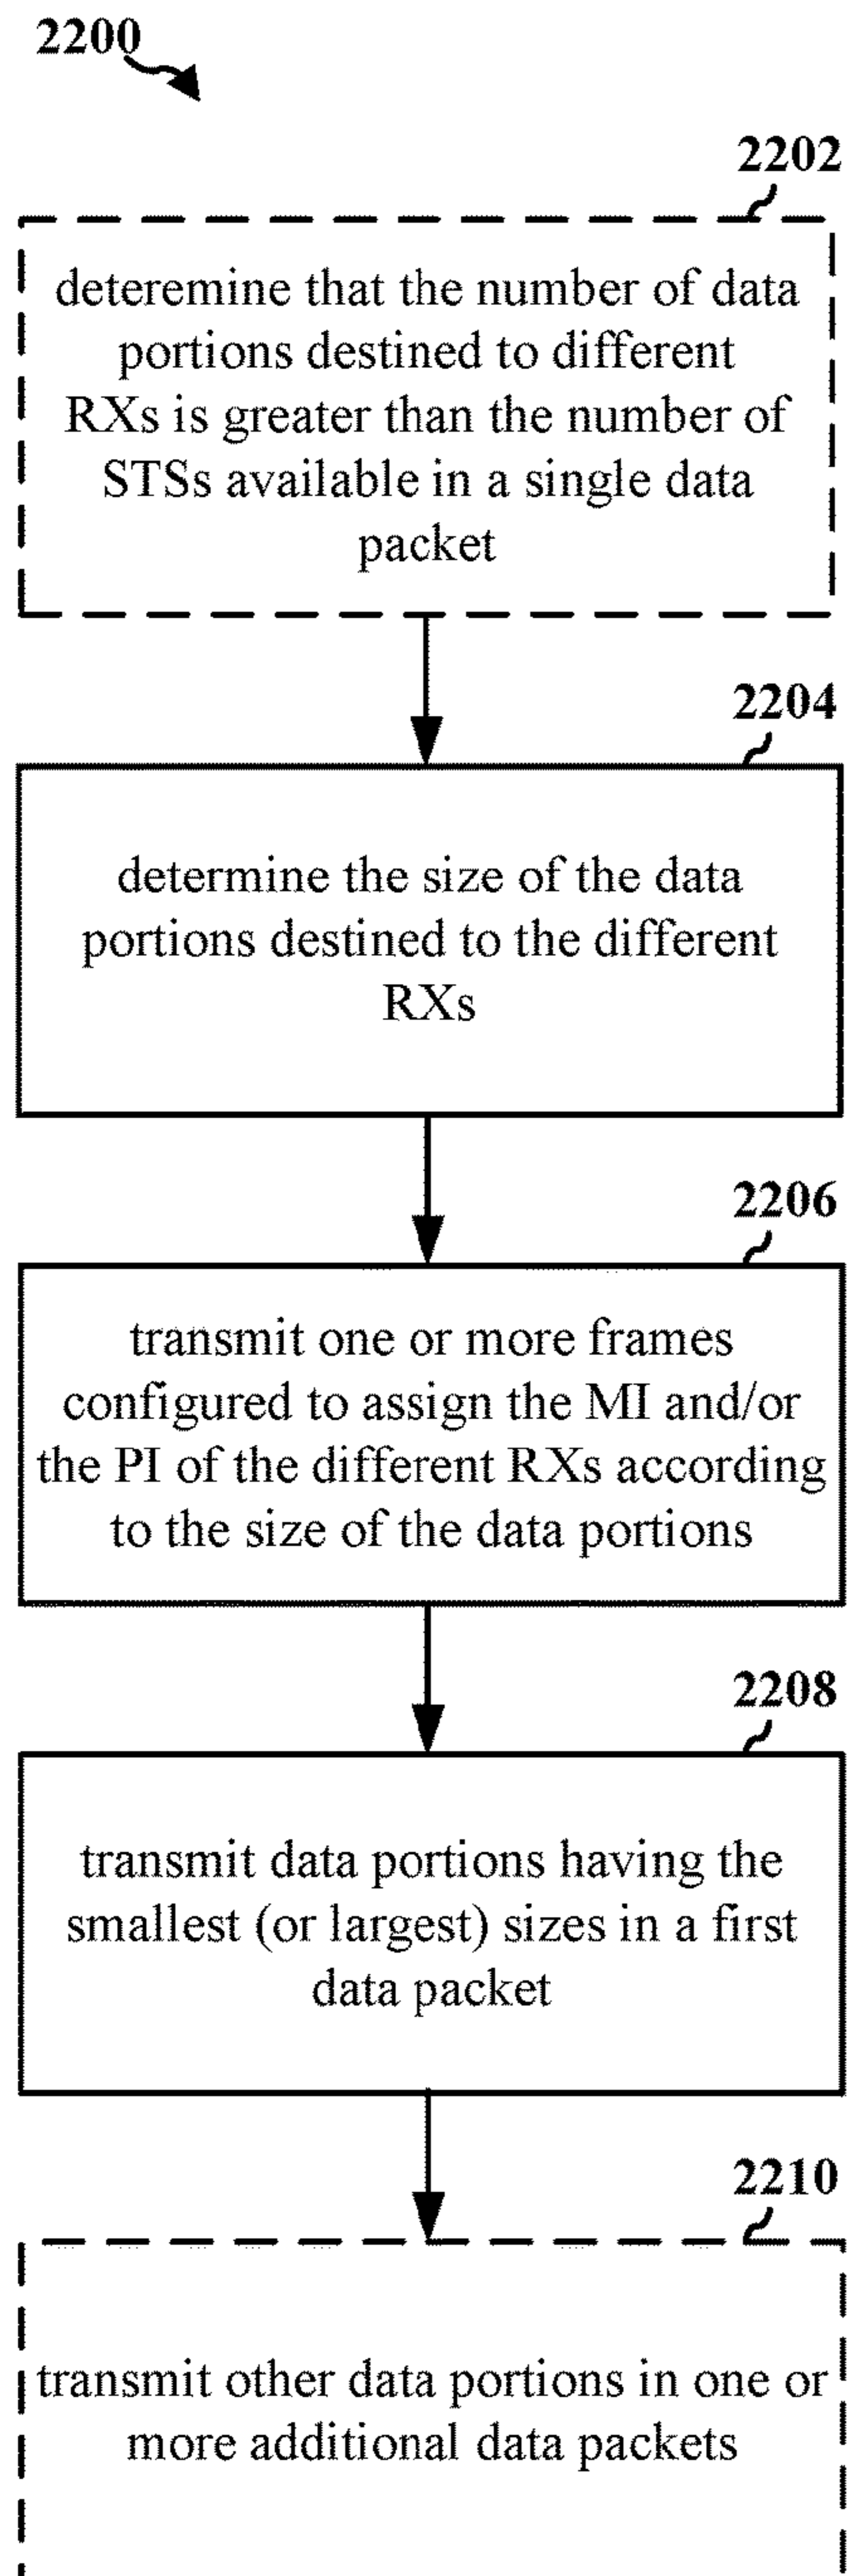 2200
2202
deteremine that the number of data
portions destined to different
RXs is greater than the number of
STSs available in a single data
packet
2204
determine the size of the data
portions destined to the different
RXs
2206
transmit one or more frames
configured to assign the MI and/or
the PI of the different RXs according
to the size of the data portions
2208
transmit data portions having the
smallest (or largest) sizes in a first
data packet
2210
transmit other data portions in one or
more additional data packets